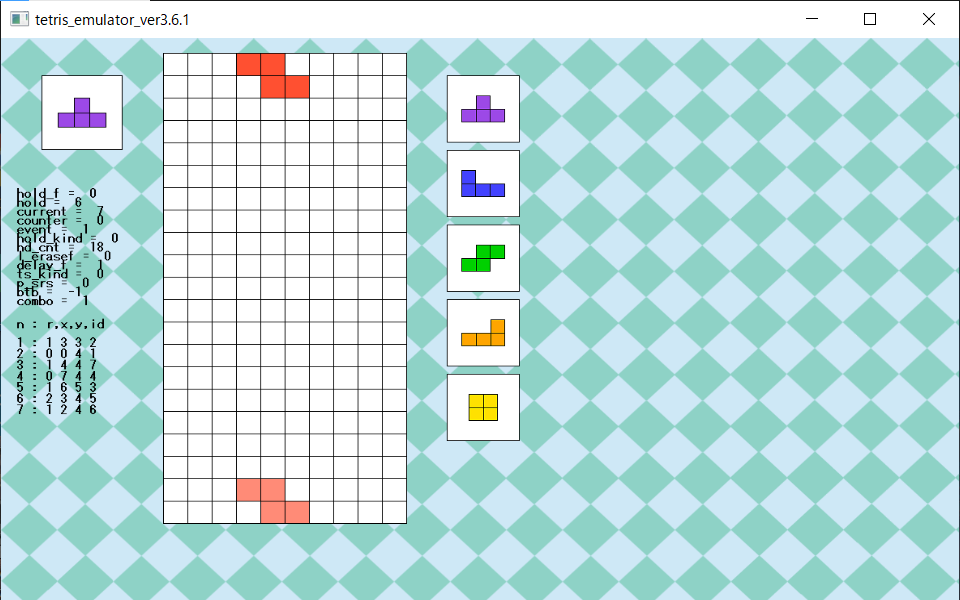 tetris_emulator_ver3.6.1
hold_f = 0
hold = 6
current = 7
counter = 0
event = 1
hold_kind = 0
hd_cnt = 18
l_erasef = 0
delay_f = 1
ts_kind = 0
p_srs = 0
btb = -1
combo = 1
n : r,x,y,id
1 : 1 3 3 2
2 : 0 0 4 1
3 : 1 4 4 7
4 : 0 7 4 4
5 : 1 6 5 3
6 : 2 3 4 5
7 : 1 2 4 6